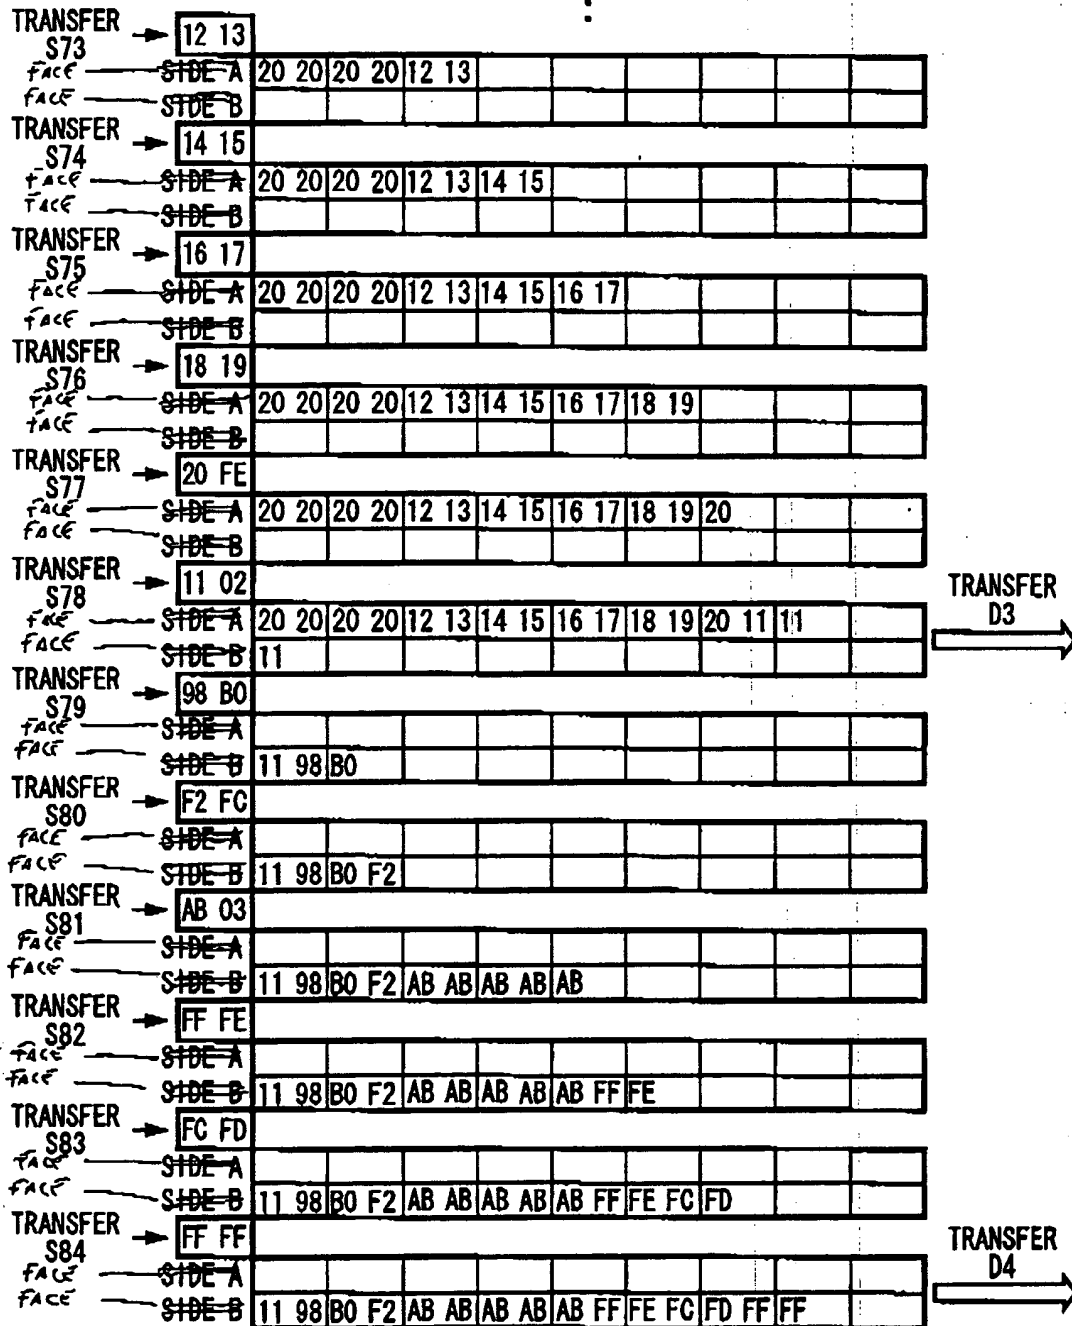 TRANSFER S73 12 13
FACE SIDE A 20 20 20 20 12 13
FACE SIDE B
TRANSFER S74 14 15
FACE SIDE A 20 20 20 20 12 13 14 15
FACE SIDE B
TRANSFER S75 16 17
FACE SIDE A 20 20 20 20 12 13 14 15 16 17
FACE SIDE B
TRANSFER S76 18 19
FACE SIDE A 20 20 20 20 12 13 14 15 16 17 18 19
FACE SIDE B
TRANSFER S77 20 FE
FACE SIDE A 20 20 20 20 12 13 14 15 16 17 18 19 20
FACE SIDE B
TRANSFER S78 11 02
FACE SIDE A 20 20 20 20 12 13 14 15 16 17 18 19 20 11 11
FACE SIDE B 11
TRANSFER D3
TRANSFER S79 98 B0
FACE SIDE A
FACE SIDE B 11 98 B0
TRANSFER S80 F2 FC
FACE SIDE A
FACE SIDE B 11 98 B0 F2
TRANSFER S81 AB 03
FACE SIDE A
FACE SIDE B 11 98 B0 F2 AB AB AB AB AB
TRANSFER S82 FF FE
FACE SIDE A
FACE SIDE B 11 98 B0 F2 AB AB AB AB AB FF FE
TRANSFER S83 FC FD
FACE SIDE A
FACE SIDE B 11 98 B0 F2 AB AB AB AB AB FF FE FC FD
TRANSFER S84 FF FF
FACE SIDE A
FACE SIDE B 11 98 B0 F2 AB AB AB AB AB FF FE FC FD FF FF
TRANSFER D4